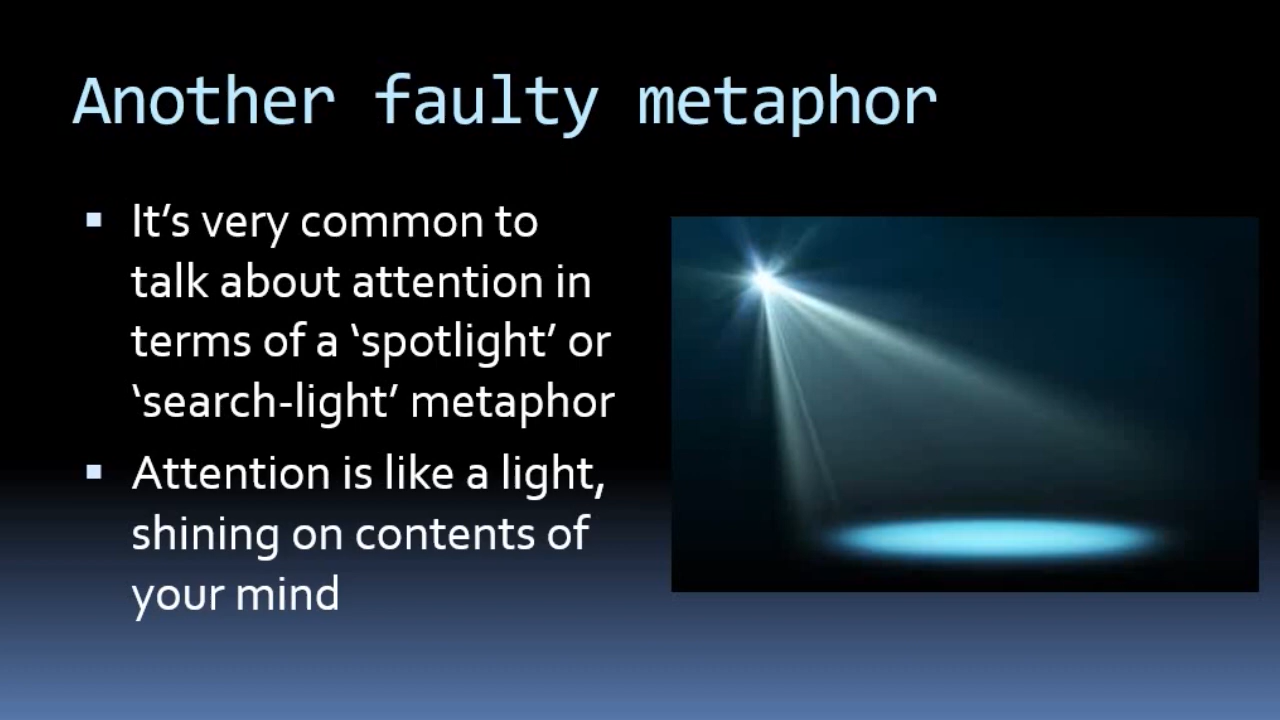 Another faulty metaphor
It’s very common to
talk about attention in
terms of a ‘spotlight’ or
‘search-light’ metaphor
Attention is like a light,
shining on contents of
your mind